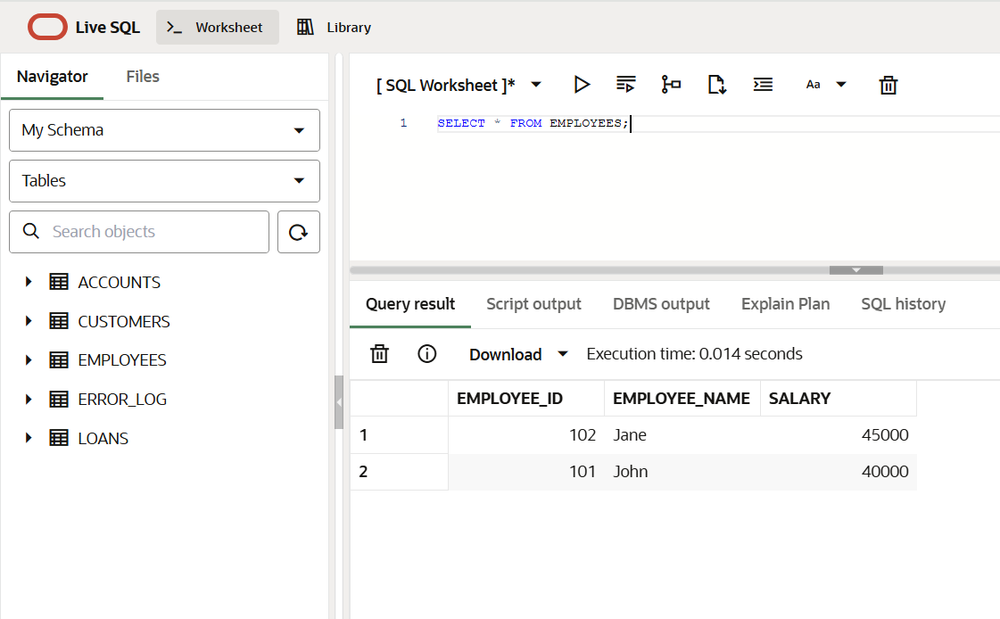 Live SQL
Worksheet
Library
Navigator
Files
My Schema
Tables
Search objects
ACCOUNTS
CUSTOMERS
EMPLOYEES
ERROR_LOG
LOANS
[ SQL Worksheet ]*
Aa
1 SELECT * FROM EMPLOYEES;
Query result Script output DBMS output Explain Plan SQL history
Download Execution time: 0.014 seconds
EMPLOYEE_ID EMPLOYEE_NAME SALARY
1 102 Jane 45000
2 101 John 40000